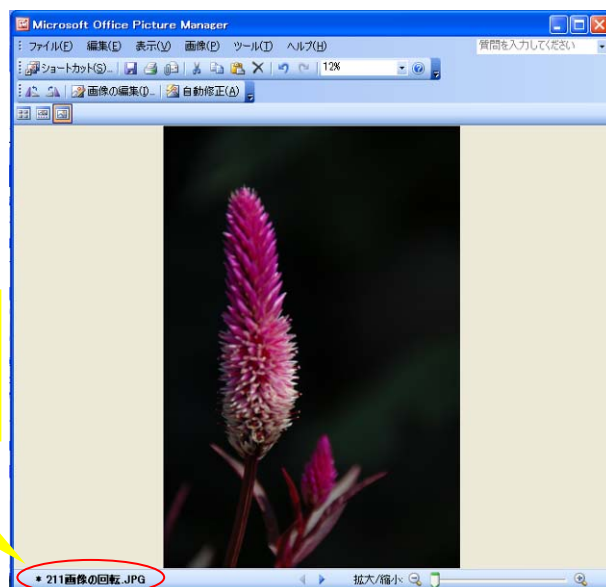 Microsoft Office Picture Manager
ファイル(F) 編集(E) 表示(V) 画像(P) ツール(T) ヘルプ(H) 質問を入力してください
ショートカット(S)... 12%
画像の編集(I)... 自動修正(A)
* 211画像の回転.JPG 拡大/縮小